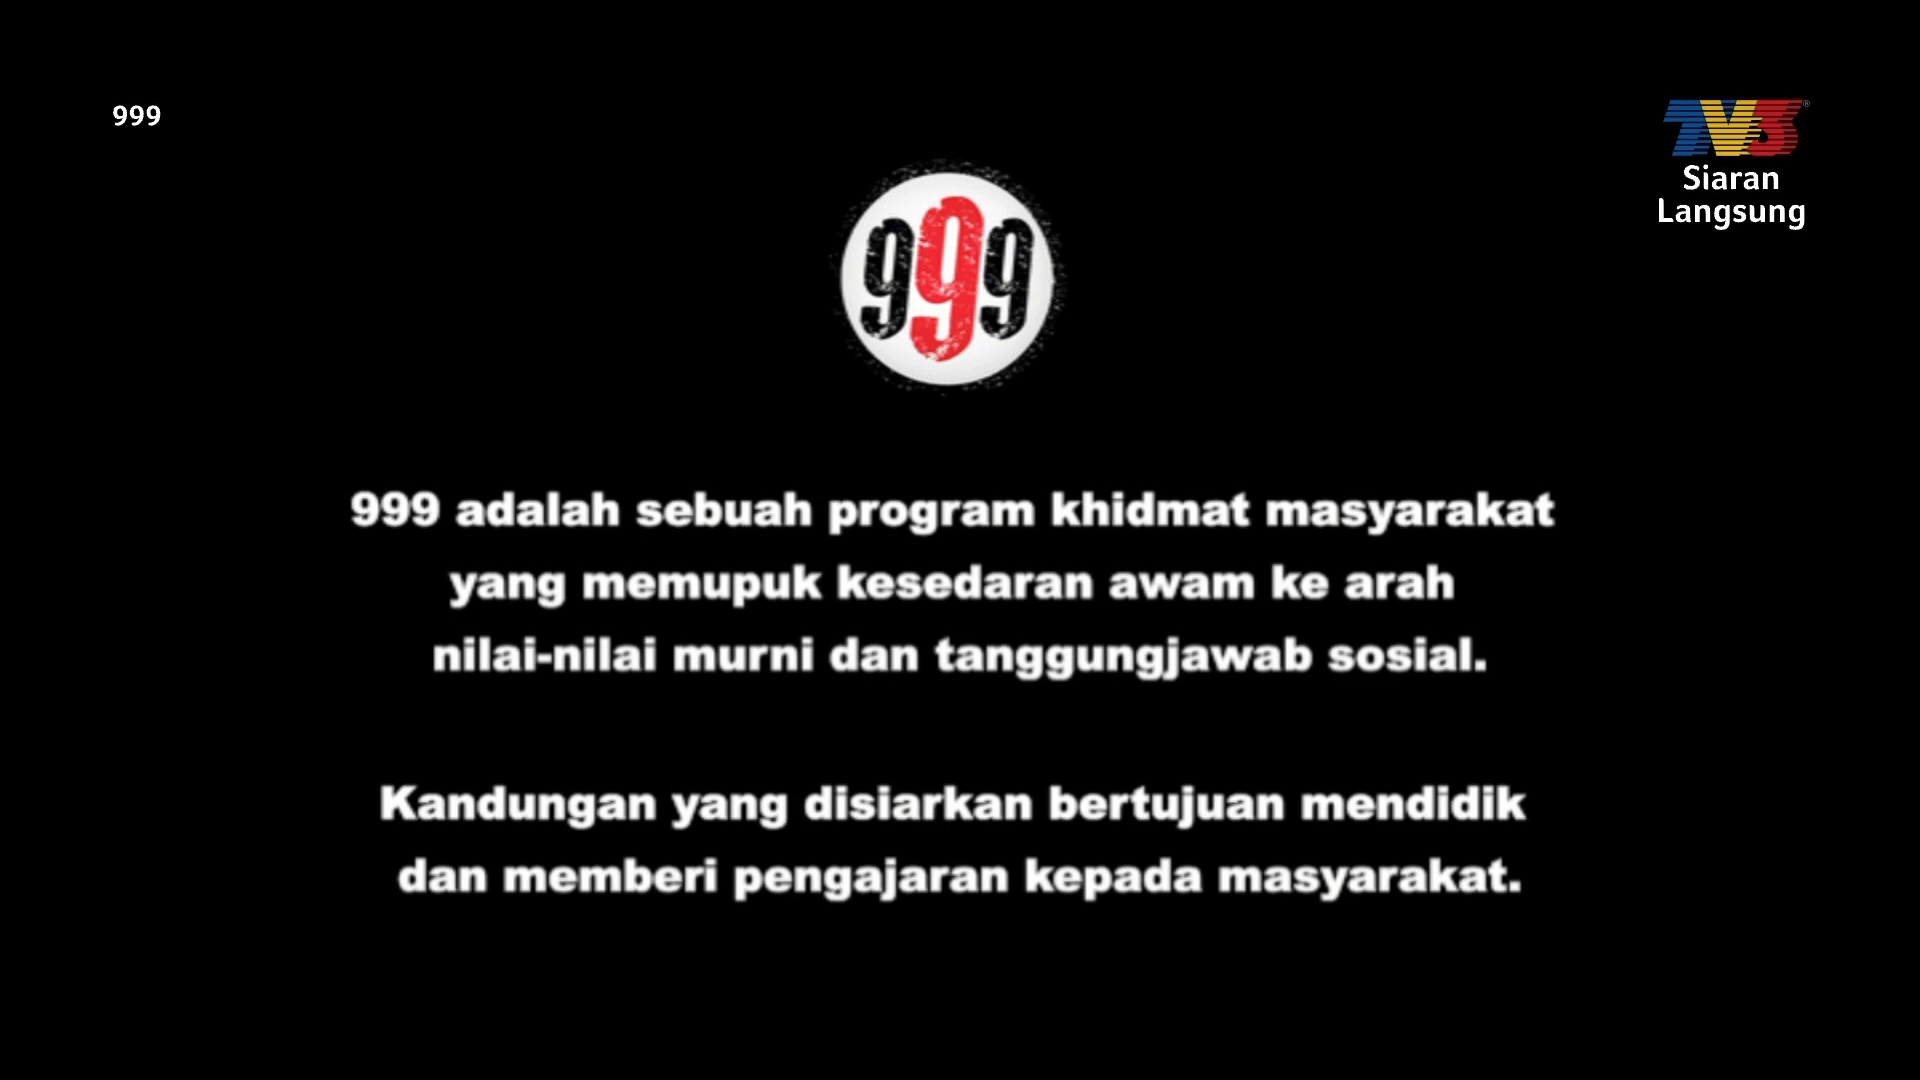 999
TV3
Siaran
Langsung
999
999 adalah sebuah program khidmat masyarakat
yang memupuk kesedaran awam ke arah
nilai-nilai murni dan tanggungjawab sosial.
Kandungan yang disiarkan bertujuan mendidik
dan memberi pengajaran kepada masyarakat.